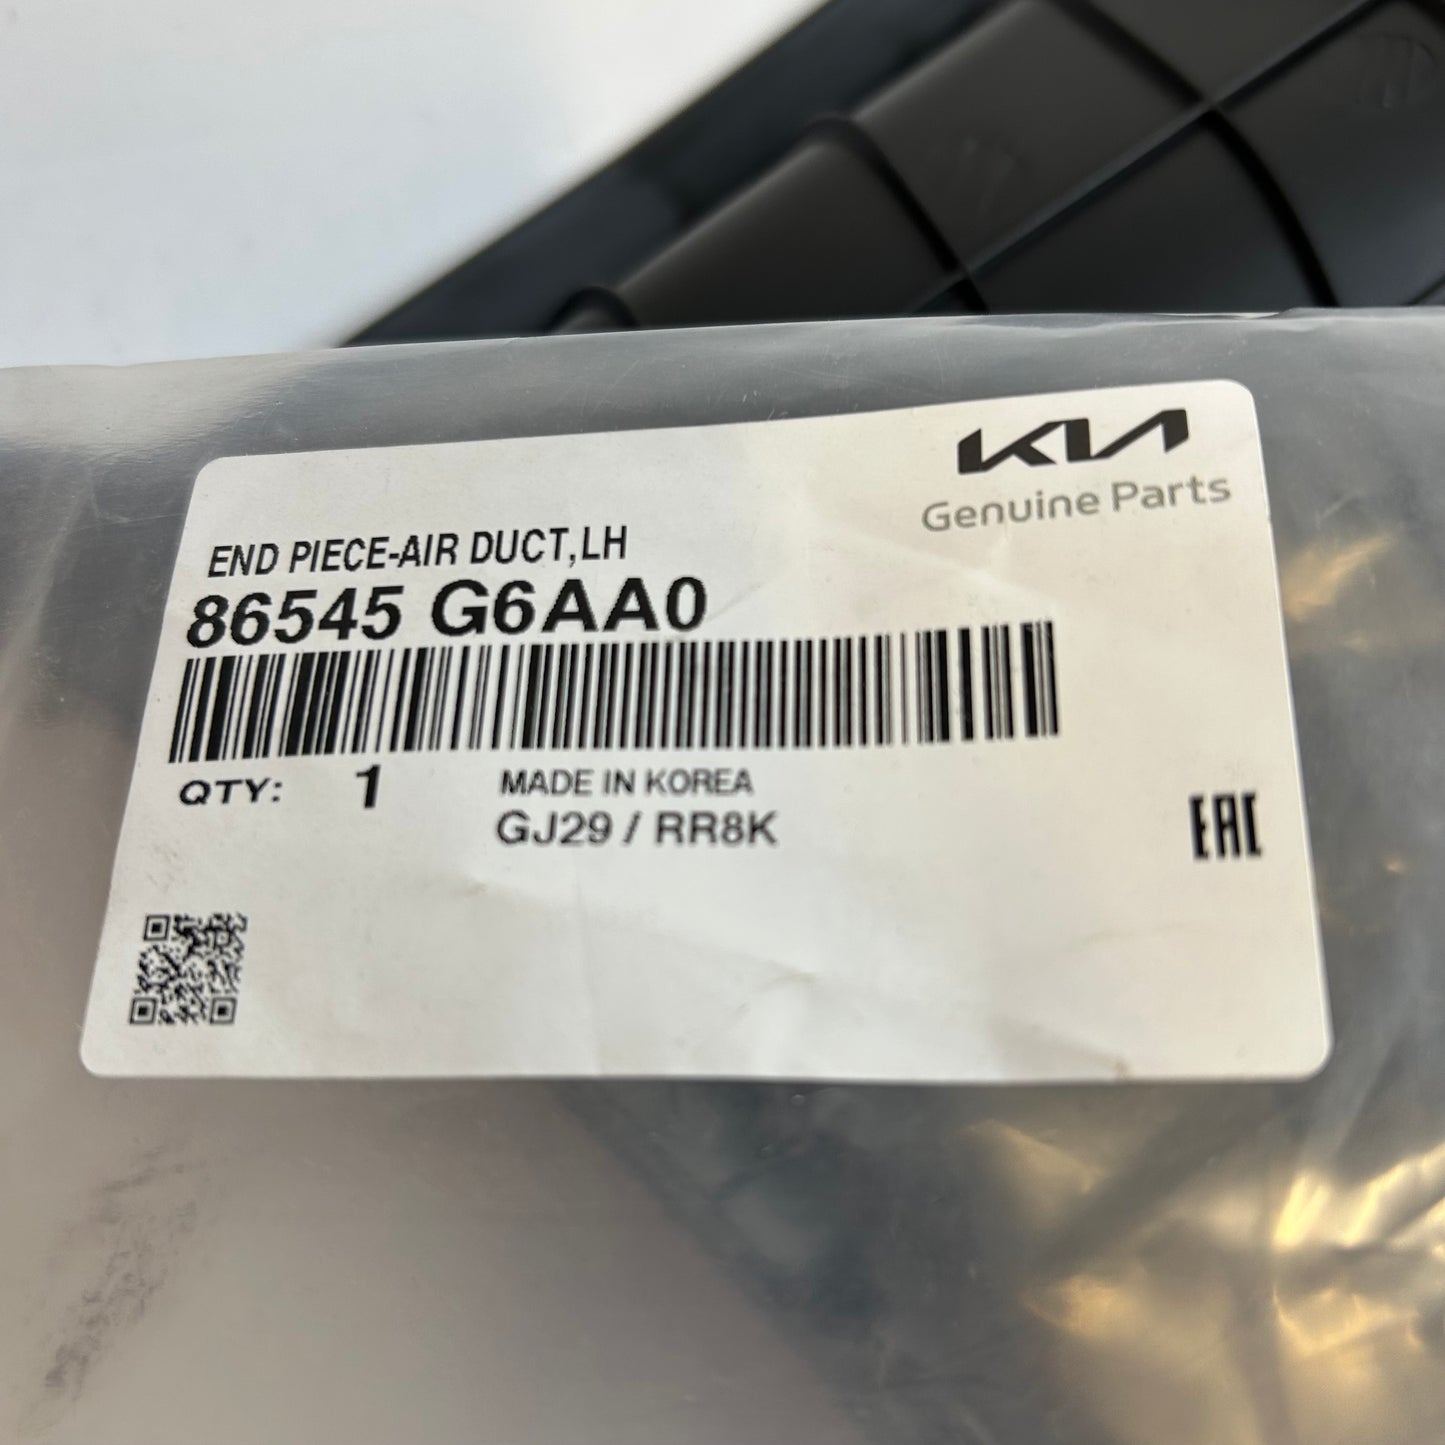 KIA
Genuine Parts
END PIECE-AIR DUCT,LH
86545 G6AA0
QTY: 1 MADE IN KOREA
GJ29 / RR8K
EAC